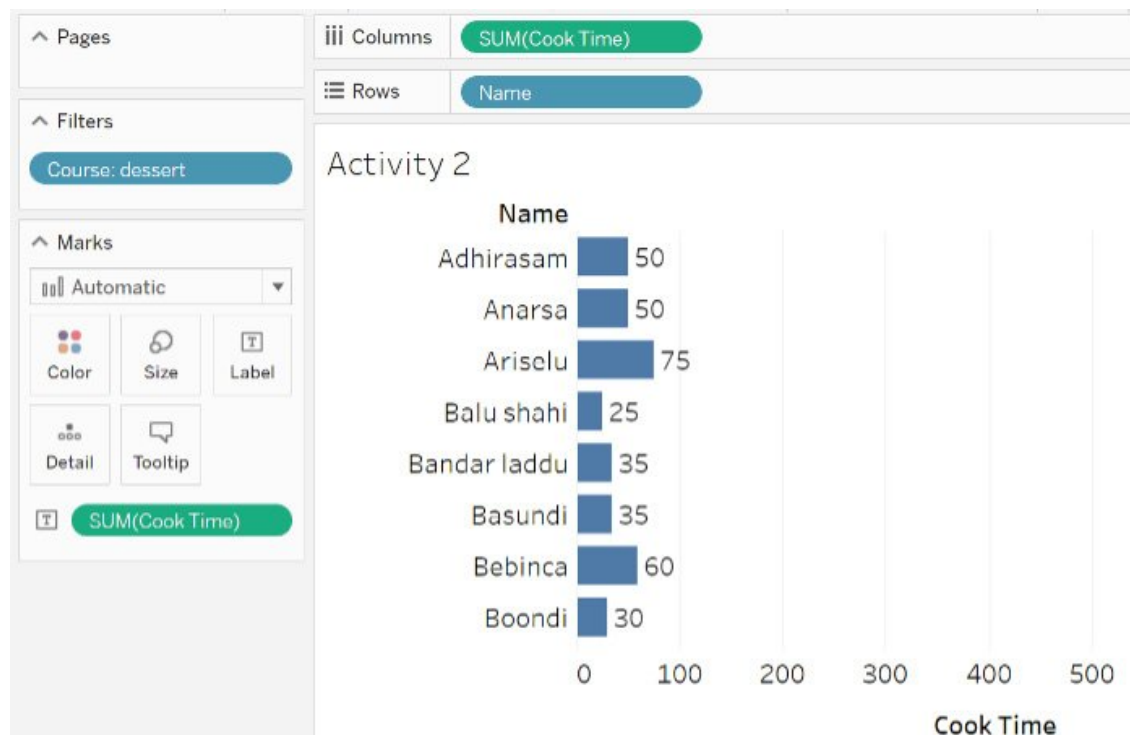 Pages
Columns SUM(Cook Time)
Rows Name
Filters
Course: dessert
Marks
Automatic
Color Size Label
Detail Tooltip
T SUM(Cook Time)
Activity 2
Name
Adhirasam 50
Anarsa 50
Ariselu 75
Balu shahi 25
Bandar laddu 35
Basundi 35
Bebinca 60
Boondi 30
0 100 200 300 400 500
Cook Time